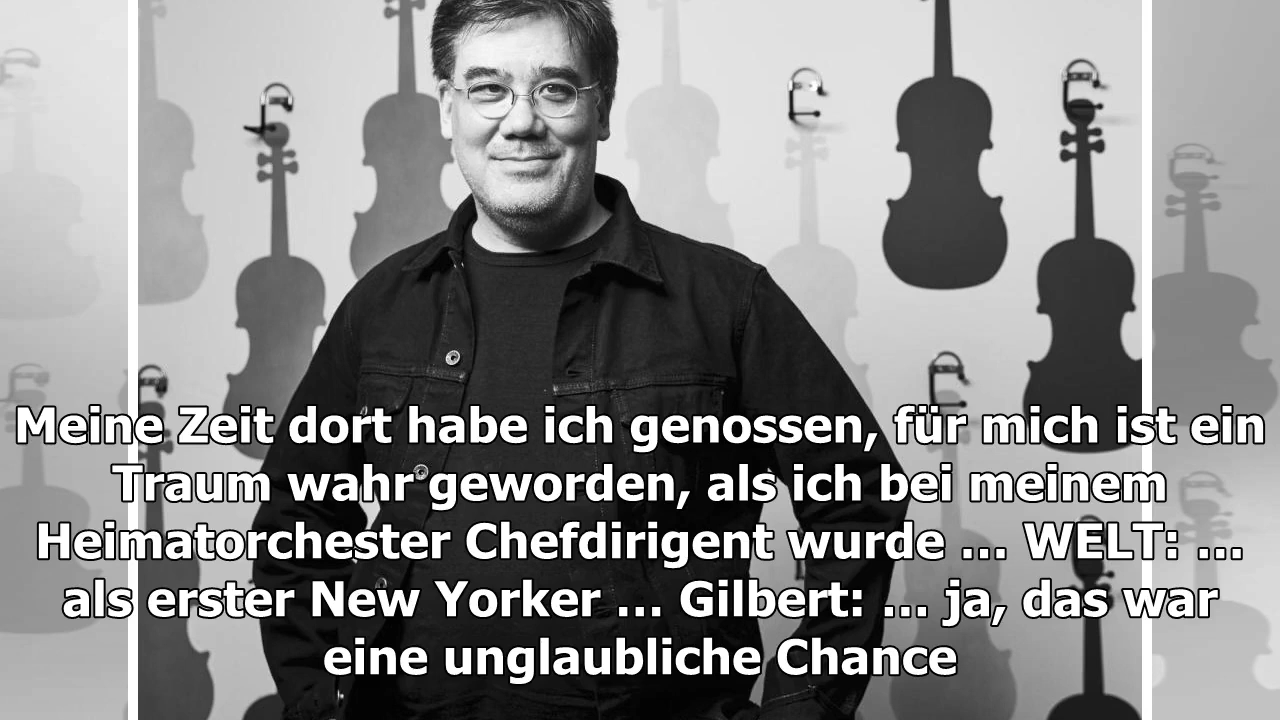 Meine Zeit dort habe ich genossen, für mich ist ein
Traum wahr geworden, als ich bei meinem
Heimatorchester Chefdirigent wurde ... WELT: ...
als erster New Yorker ... Gilbert: ... ja, das war
eine unglaubliche Chance